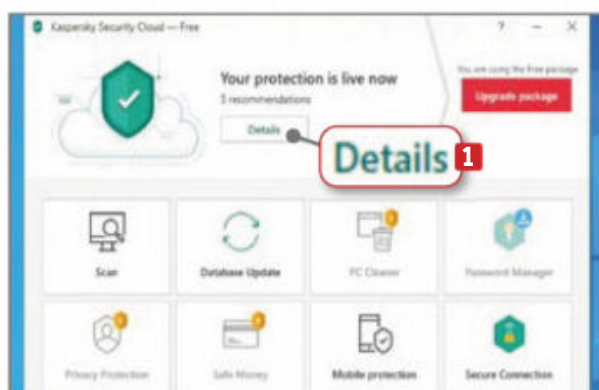 Kaspersky Security Cloud — Free
? – ×
Your protection is live now
3 recommendations
Details
You are using the Free package
Upgrade package
Details 1
Scan
Database Update
PC Cleaner
Password Manager
Privacy Protection
Safe Money
Mobile protection
Secure Connection